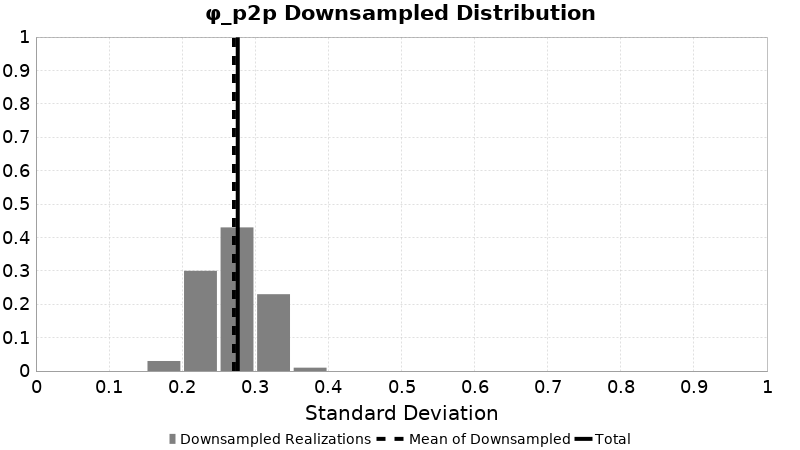 φ_p2p Downsampled Distribution
1
0.9
0.8
0.7
0.6
0.5
0.4
0.3
0.2
0.1
0
0 0.1 0.2 0.3 0.4 0.5 0.6 0.7 0.8 0.9 1
Standard Deviation
Downsampled Realizations Mean of Downsampled Total